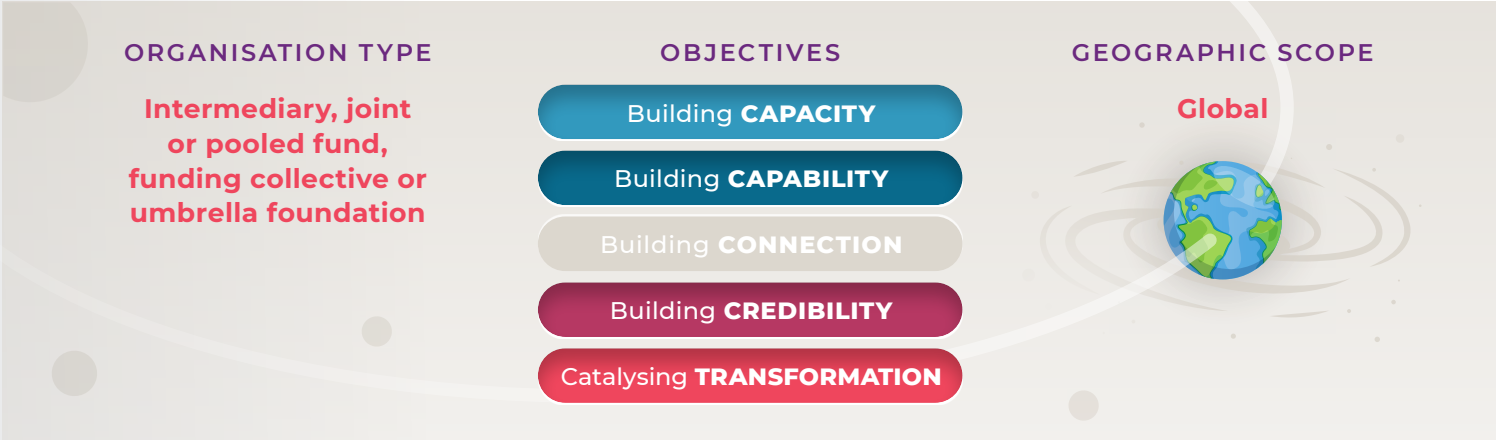 ORGANISATION TYPE
Intermediary, joint
or pooled fund,
funding collective or
umbrella foundation
OBJECTIVES
Building CAPACITY
Building CAPABILITY
Building CONNECTION
Building CREDIBILITY
Catalysing TRANSFORMATION
GEOGRAPHIC SCOPE
Global